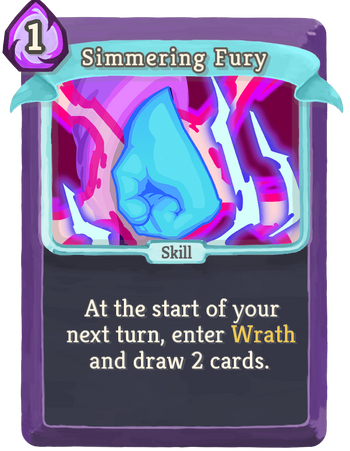 1
Simmering Fury
Skill
At the start of your
next turn, enter Wrath
and draw 2 cards.